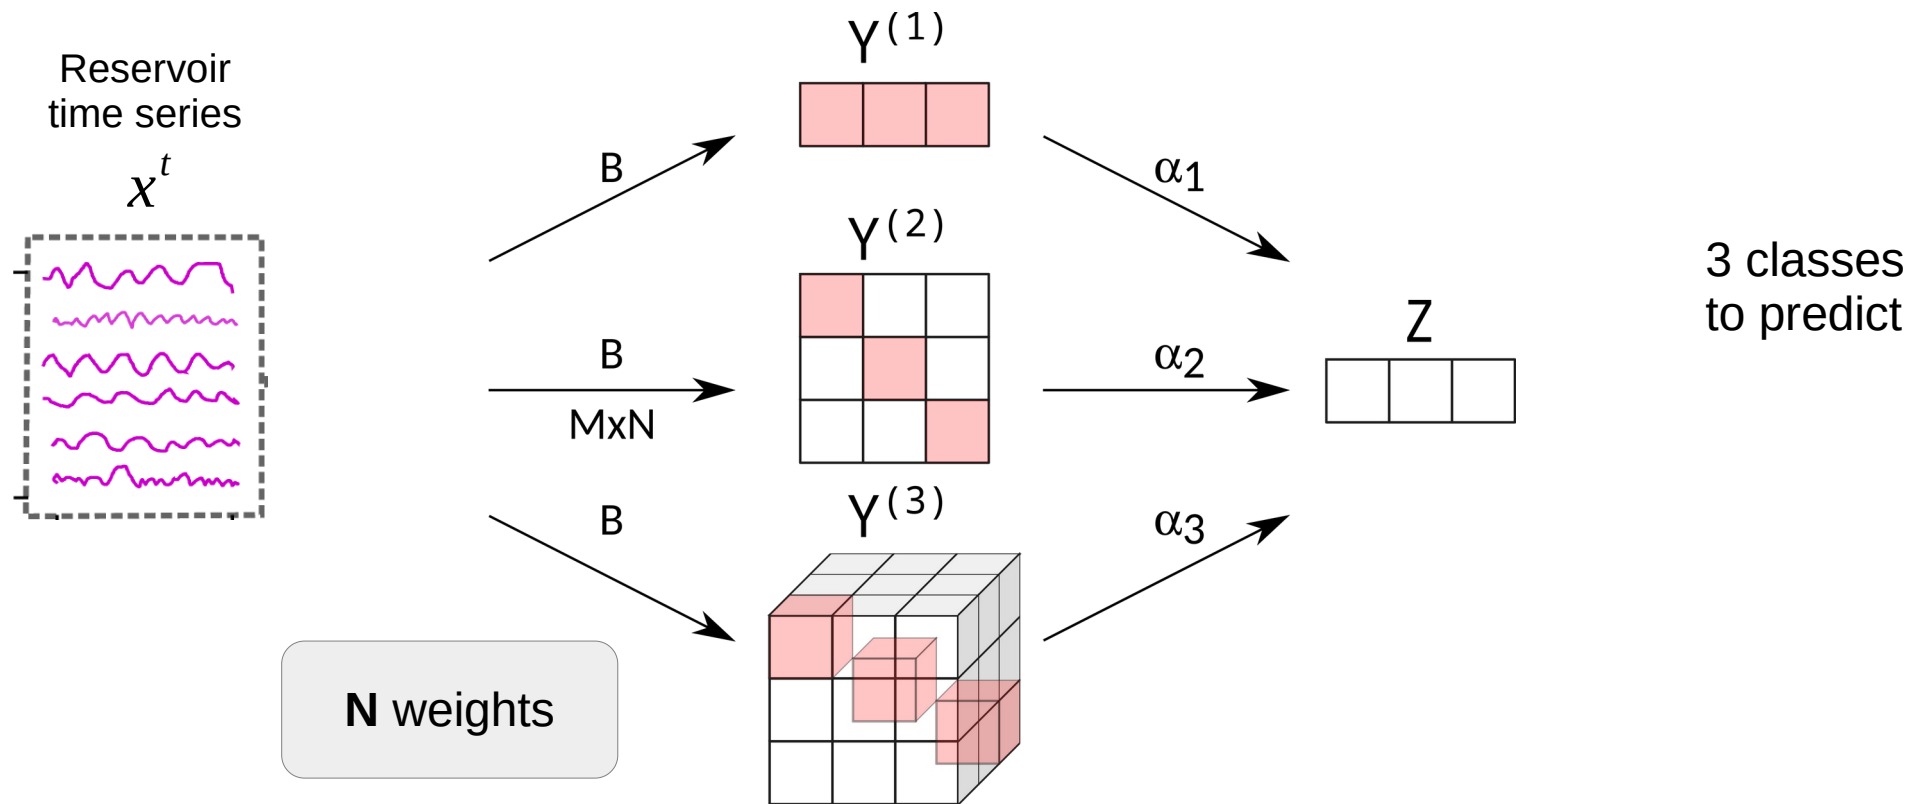 Reservoir
time series
x^t
B
B
MxN
B
N weights
Y^(1)
Y^(2)
Y^(3)
α1
α2
α3
Z
3 classes
to predict